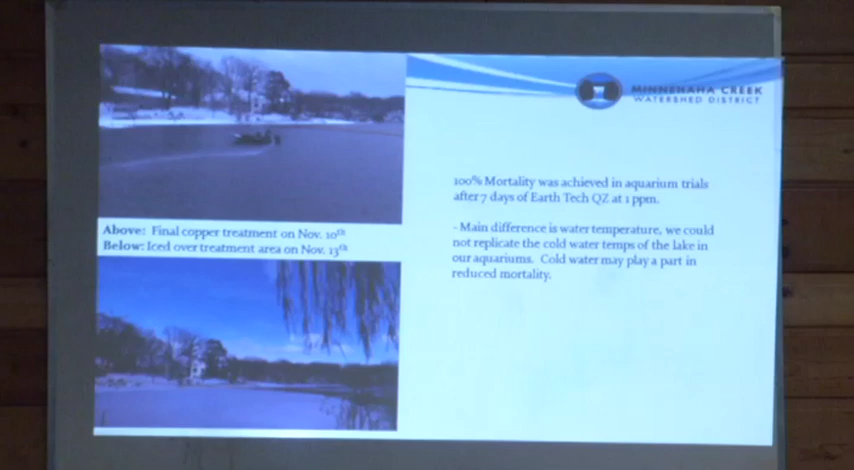 MINNEHAHA CREEK
WATERSHED DISTRICT
100% Mortality was achieved in aquarium trials
after 7 days of Earth Tech QZ at 1 ppm.
- Main difference is water temperature, we could
not replicate the cold water temps of the lake in
our aquariums. Cold water may play a part in
reduced mortality.
Above: Final copper treatment on Nov. 10th
Below: Iced over treatment area on Nov. 13th